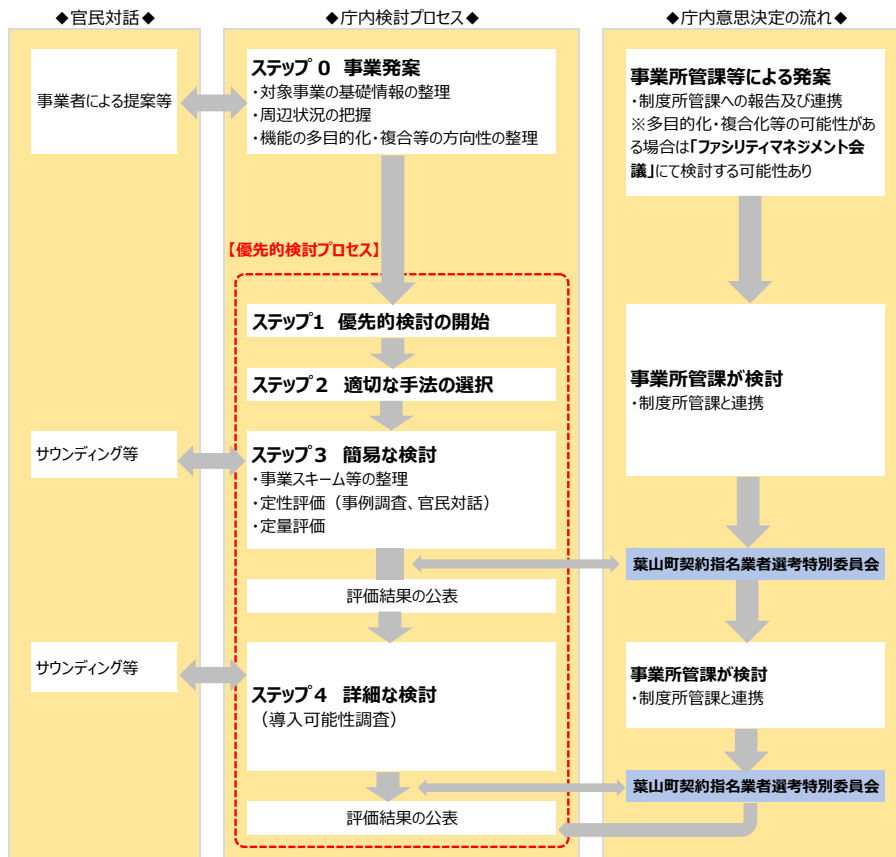 ◆官民対話◆
事業者による提案等
サウンディング等
サウンディング等
◆庁内検討プロセス◆
ステップ０ 事業発案
・対象事業の基礎情報の整理
・周辺状況の把握
・機能の多目的化・複合等の方向性の整理
【優先的検討プロセス】
ステップ1 優先的検討の開始
ステップ２ 適切な手法の選択
ステップ３ 簡易な検討
・事業スキーム等の整理
・定性評価（事例調査、官民対話）
・定量評価
評価結果の公表
ステップ４ 詳細な検討
（導入可能性調査）
評価結果の公表
◆庁内意思決定の流れ◆
事業所管課等による発案
・制度所管課への報告及び連携
※多目的化・複合化等の可能性があ
る場合は「ファシリティマネジメント会
議」にて検討する可能性あり
事業所管課が検討
・制度所管課と連携
葉山町契約指名業者選考特別委員会
事業所管課が検討
・制度所管課と連携
葉山町契約指名業者選考特別委員会